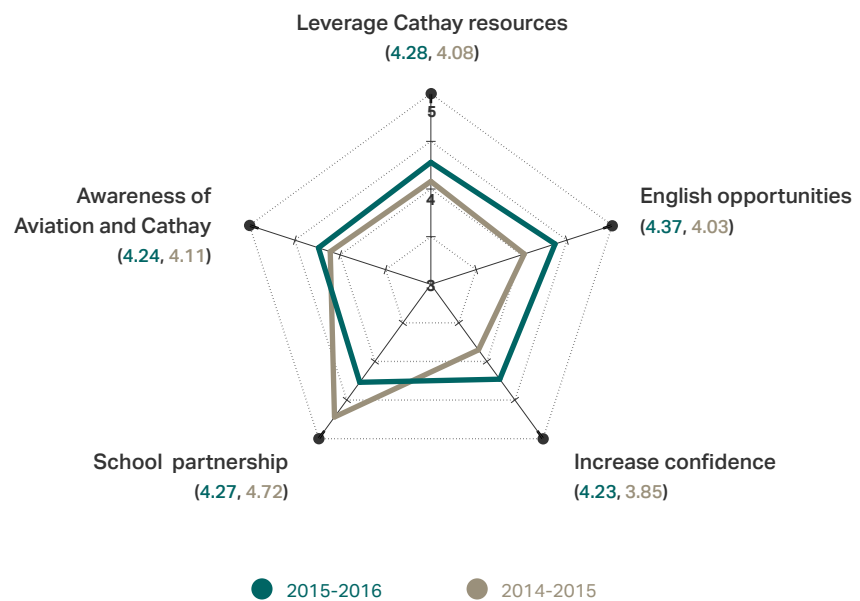 Leverage Cathay resources
(4.28, 4.08)
5
4
3
Awareness of
Aviation and Cathay
(4.24, 4.11)
English opportunities
(4.37, 4.03)
School partnership
(4.27, 4.72)
Increase confidence
(4.23, 3.85)
2015-2016
2014-2015